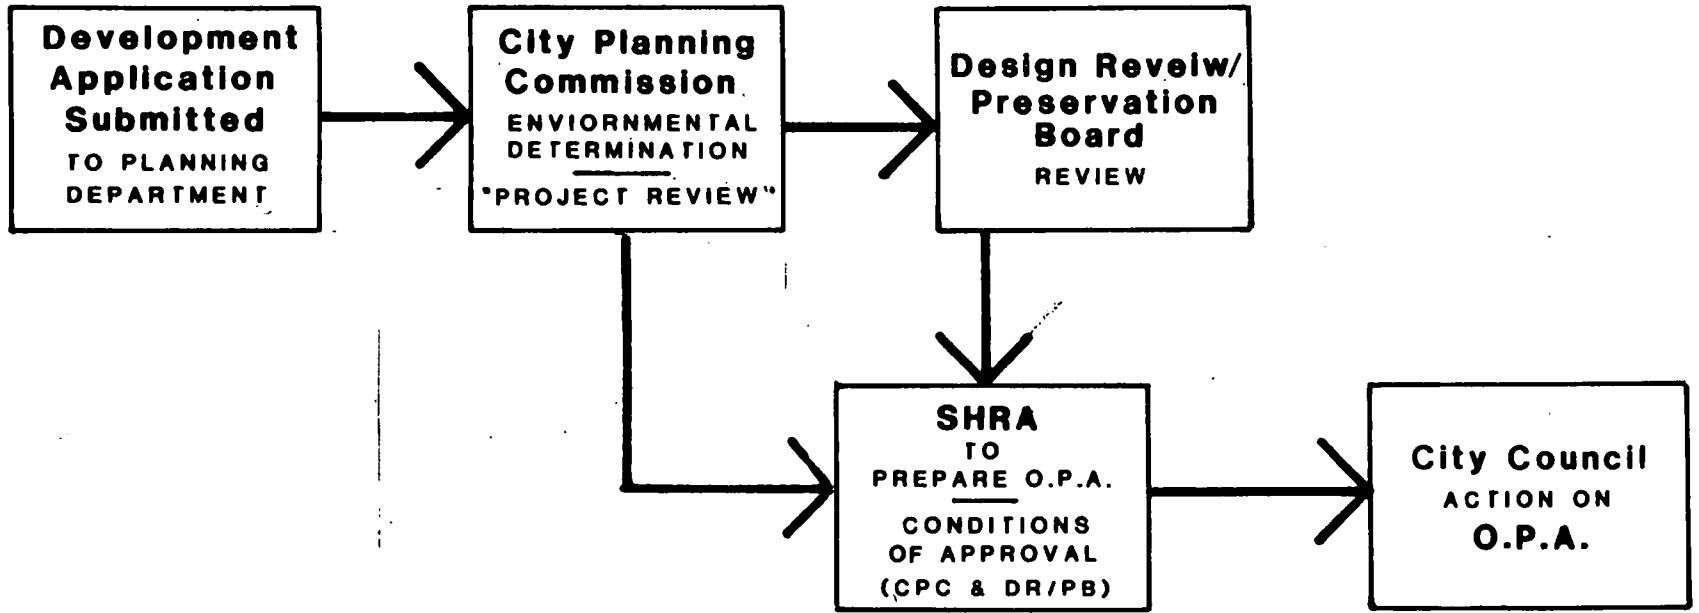 Development
Application
Submitted
TO PLANNING
DEPARTMENT
City Planning
Commission
ENVIORNMENTAL
DETERMINATION
"PROJECT REVIEW"
Design Reveiw/
Preservation
Board
REVIEW
SHRA
TO
PREPARE O.P.A.
CONDITIONS
OF APPROVAL
(CPC & DR/PB)
City Council
ACTION ON
O.P.A.